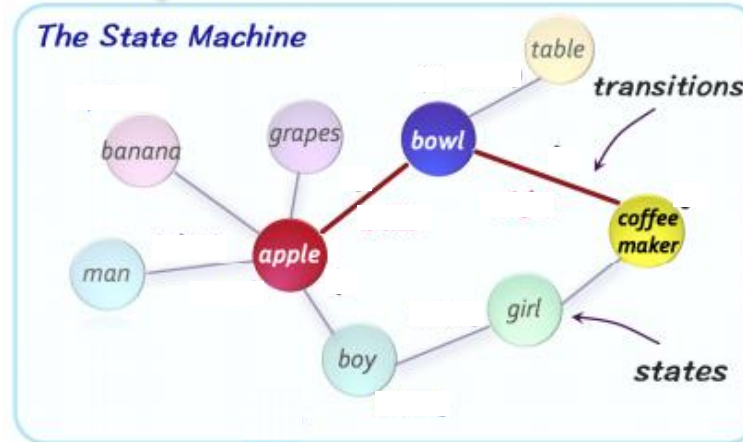 The State Machine
table
transitions
banana
grapes
bowl
coffee
maker
apple
man
girl
boy
states